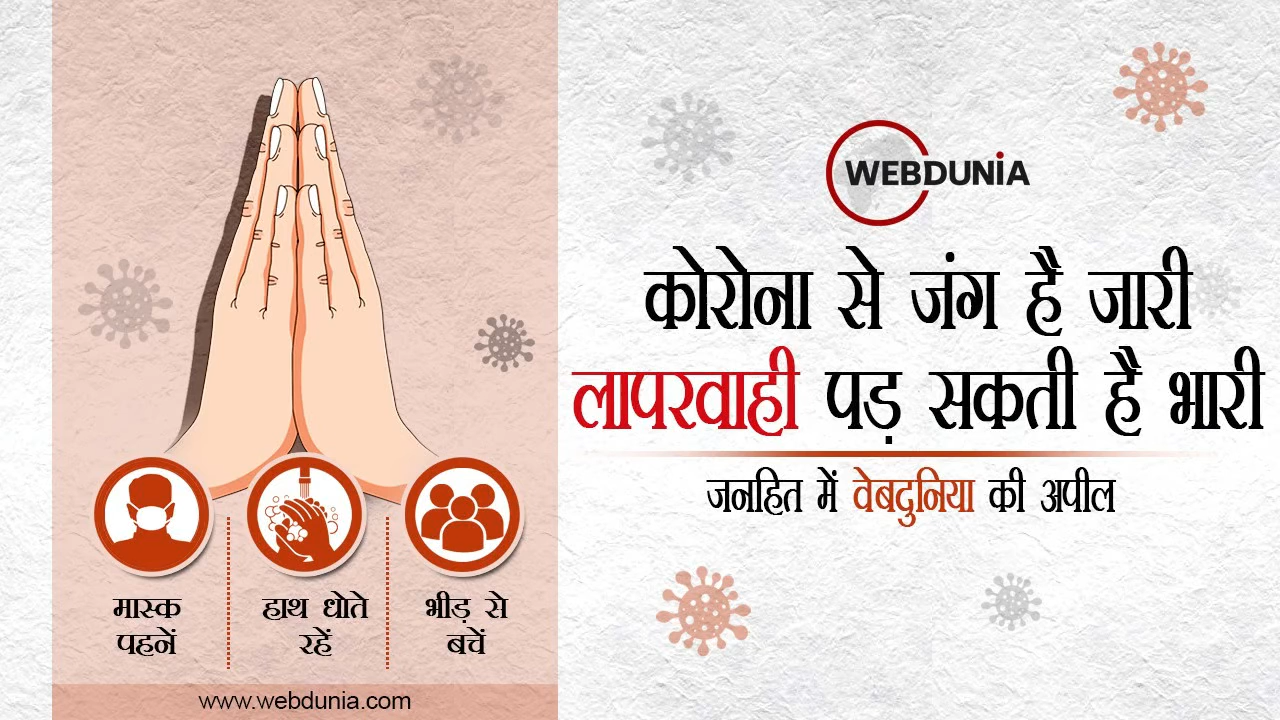 WEBDUNIA
कोरोना से जंग है जारी
लापरवाही पड़ सकती है भारी
जनहित में वेबदुनिया की अपील
मास्क
पहनें
हाथ धोते
रहें
भीड़ से
बचें
www.webdunia.com